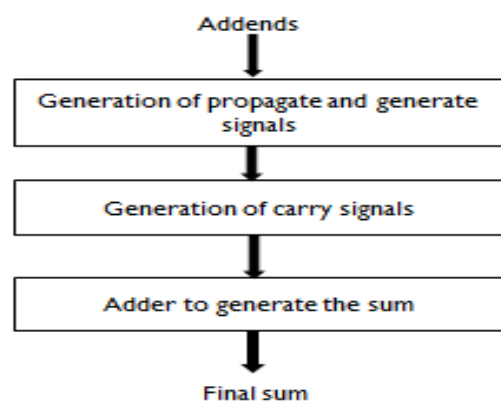 Addends
Generation of propagate and generate
signals
Generation of carry signals
Adder to generate the sum
Final sum